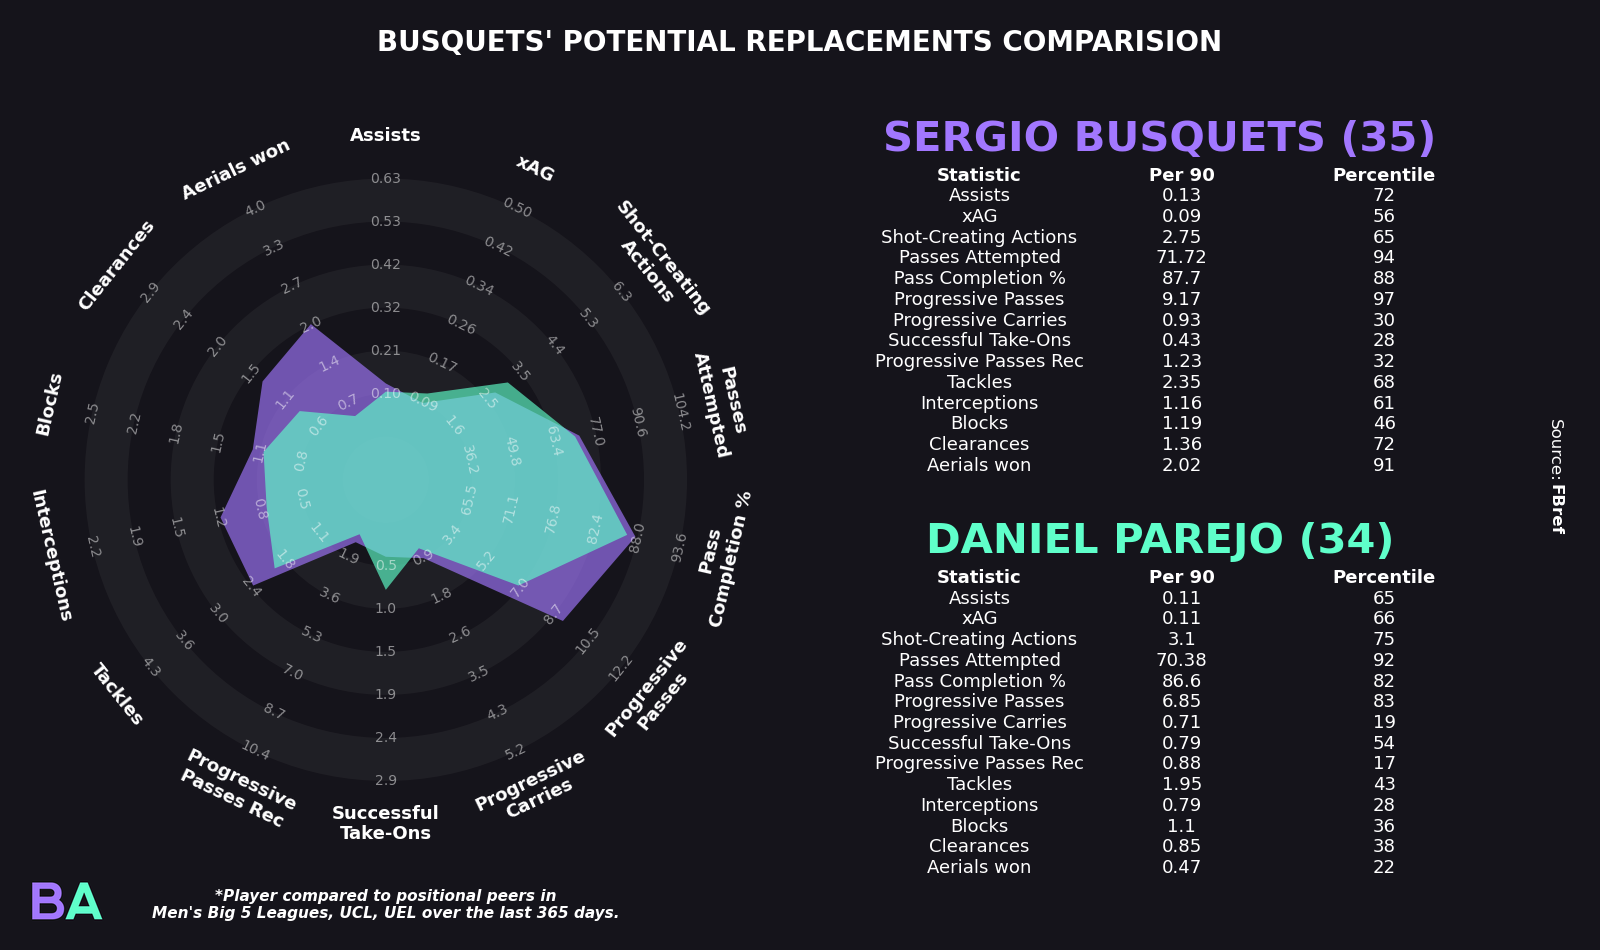 BUSQUETS' POTENTIAL REPLACEMENTS COMPARISION
Assists
xAG
Shot-Creating
Actions
Passes
Attempted
Pass
Completion %
Progressive
Passes
Progressive
Carries
Successful
Take-Ons
Progressive
Passes Rec
Tackles
Interceptions
Blocks
Clearances
Aerials won
0.63
0.53
0.42
0.32
0.21
0.10
0.50
0.42
0.34
0.26
0.17
0.09
6.3
5.3
4.4
3.5
2.5
1.6
104.2
90.6
77.0
63.4
49.8
36.2
93.6
88.0
82.4
76.8
71.1
65.5
12.2
10.5
8.7
7.0
5.2
3.4
5.2
4.3
3.5
2.6
1.8
0.9
2.9
2.4
1.9
1.5
1.0
0.5
10.4
8.7
7.0
5.3
3.6
1.9
4.3
3.6
3.0
2.4
1.8
1.1
2.2
1.9
1.5
1.2
0.8
0.5
2.5
2.2
1.8
1.5
1.1
0.8
2.9
2.4
2.0
1.5
1.1
0.6
4.0
3.3
2.7
2.0
1.4
0.7
SERGIO BUSQUETS (35)
Statistic Per 90 Percentile
Assists 0.13 72
xAG 0.09 56
Shot-Creating Actions 2.75 65
Passes Attempted 71.72 94
Pass Completion % 87.7 88
Progressive Passes 9.17 97
Progressive Carries 0.93 30
Successful Take-Ons 0.43 28
Progressive Passes Rec 1.23 32
Tackles 2.35 68
Interceptions 1.16 61
Blocks 1.19 46
Clearances 1.36 72
Aerials won 2.02 91
DANIEL PAREJO (34)
Statistic Per 90 Percentile
Assists 0.11 65
xAG 0.11 66
Shot-Creating Actions 3.1 75
Passes Attempted 70.38 92
Pass Completion % 86.6 82
Progressive Passes 6.85 83
Progressive Carries 0.71 19
Successful Take-Ons 0.79 54
Progressive Passes Rec 0.88 17
Tackles 1.95 43
Interceptions 0.79 28
Blocks 1.1 36
Clearances 0.85 38
Aerials won 0.47 22
Source: FBref
BA
*Player compared to positional peers in
Men's Big 5 Leagues, UCL, UEL over the last 365 days.